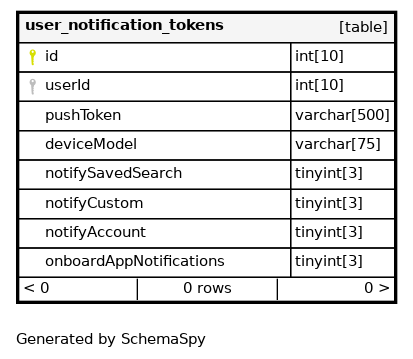 user_notification_tokens [table]
id int[10]
userId int[10]
pushToken varchar[500]
deviceModel varchar[75]
notifySavedSearch tinyint[3]
notifyCustom tinyint[3]
notifyAccount tinyint[3]
onboardAppNotifications tinyint[3]
< 0 0 rows 0 >
Generated by SchemaSpy